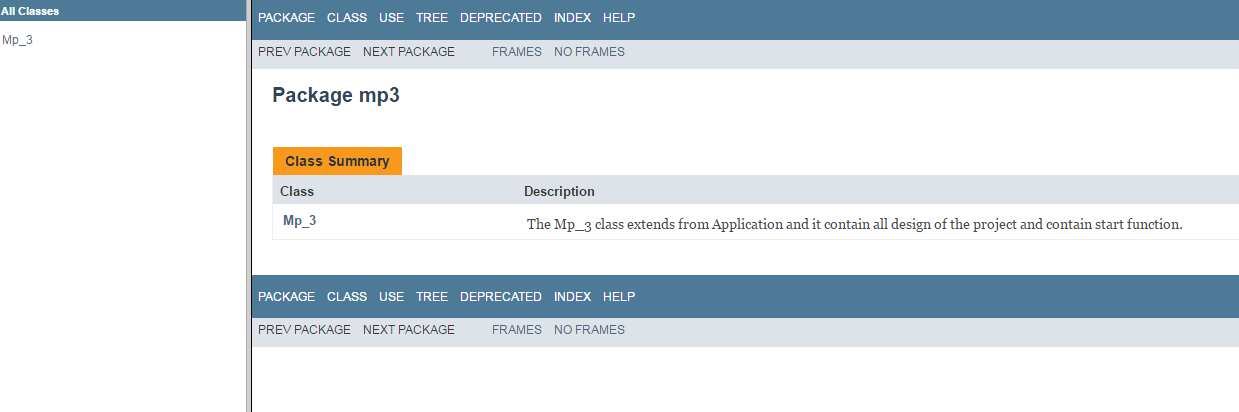 All Classes
Mp_3
PACKAGE CLASS USE TREE DEPRECATED INDEX HELP
PREV PACKAGE NEXT PACKAGE FRAMES NO FRAMES
Package mp3
Class Summary
Class Description
Mp_3 The Mp_3 class extends from Application and it contain all design of the project and contain start function.
PACKAGE CLASS USE TREE DEPRECATED INDEX HELP
PREV PACKAGE NEXT PACKAGE FRAMES NO FRAMES